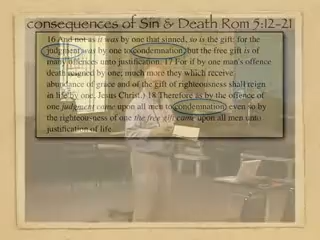 consequences of Sin & Death Rom 5:12-21
16 And not as it was by one that sinned, so is the gift: for the
judgment was by one to condemnation, but the free gift is of
many offences unto justification. 17 For if by one man's offence
death reigned by one; much more they which receive
abundance of grace and of the gift of righteousness shall reign
in life by one, Jesus Christ.) 18 Therefore as by the offence of
one judgment came upon all men to condemnation; even so by
the righteous-ness of one the free gift came upon all men unto
justification of life.